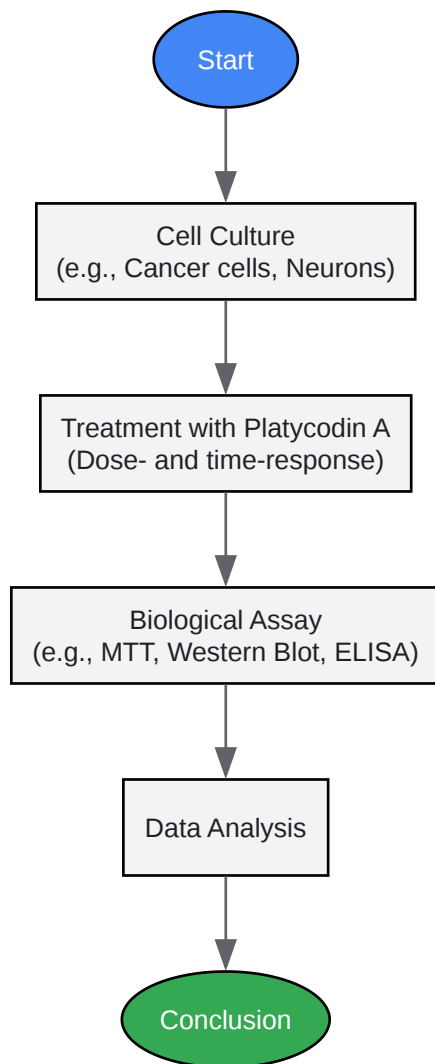 Start
Cell Culture
(e.g., Cancer cells, Neurons)
Treatment with Platycodin A
(Dose- and time-response)
Biological Assay
(e.g., MTT, Western Blot, ELISA)
Data Analysis
Conclusion